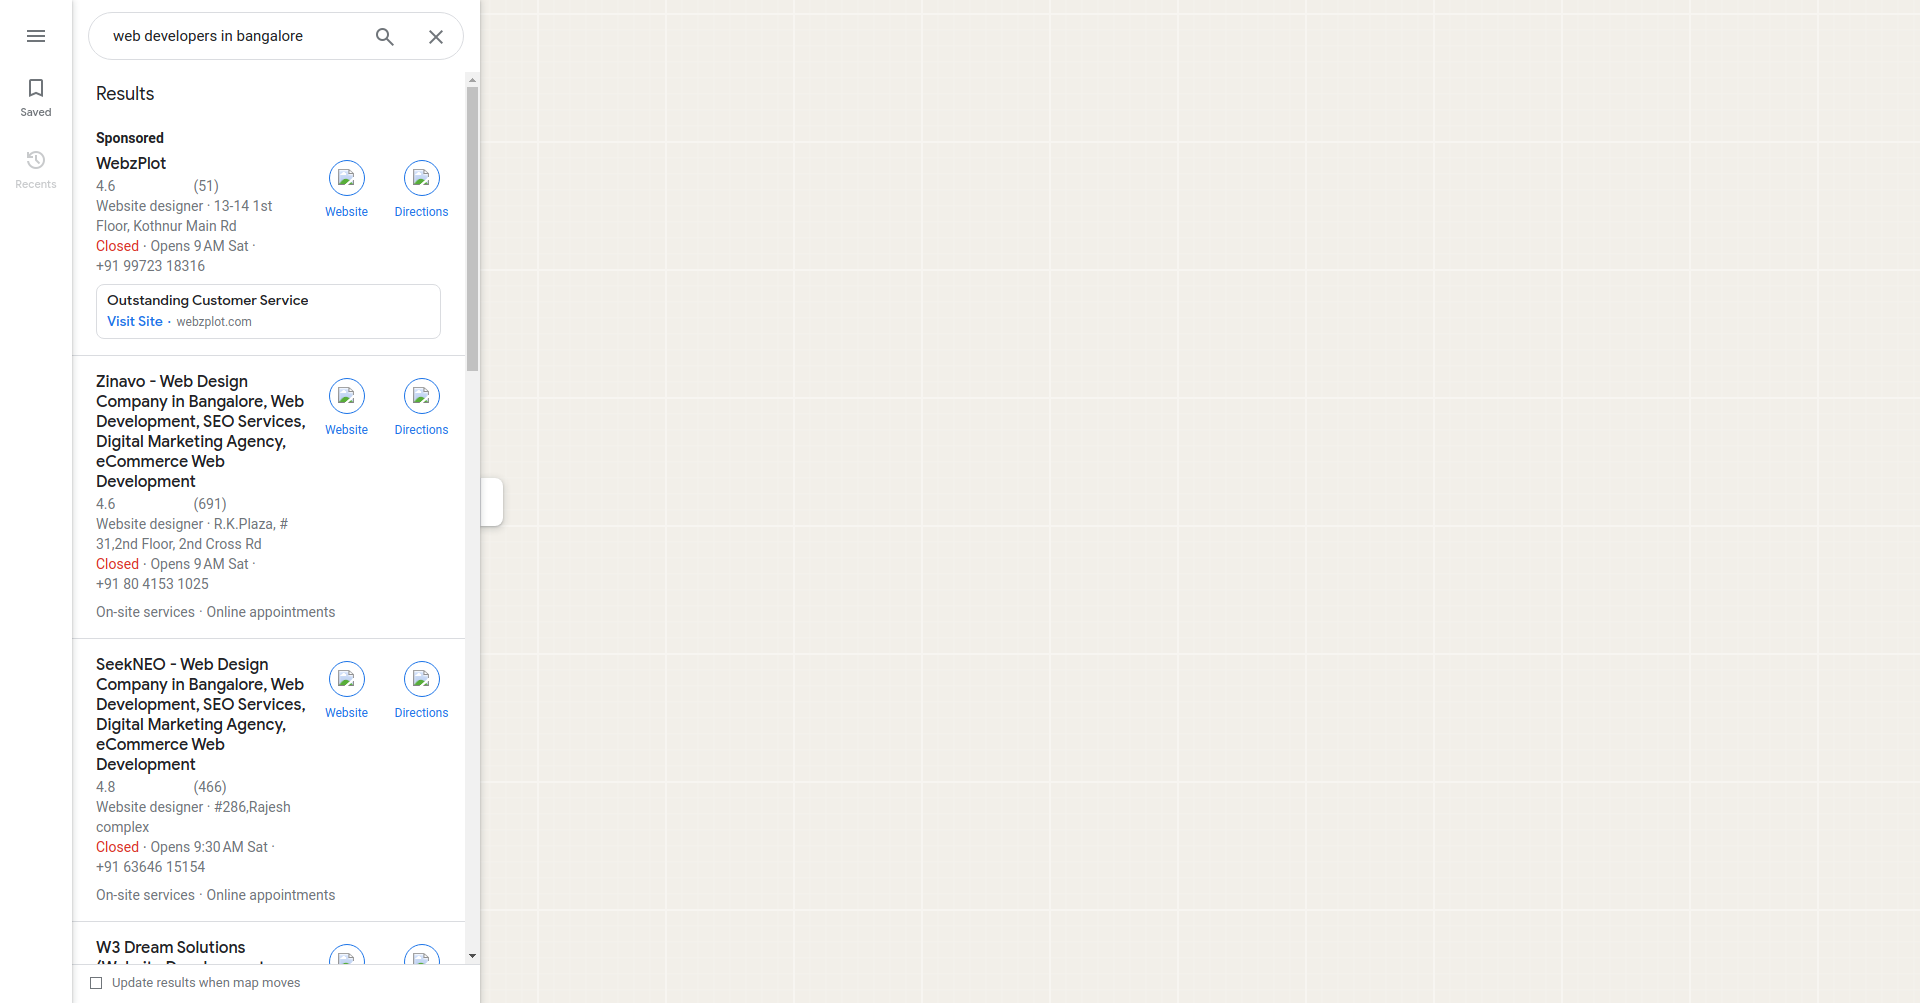 web developers in bangalore
Saved
Recents
Results
Sponsored
WebzPlot
4.6 (51)
Website designer · 13-14 1st
Floor, Kothnur Main Rd
Closed · Opens 9 AM Sat ·
+91 99723 18316
Website
Directions
Outstanding Customer Service
Visit Site · webzplot.com
Zinavo - Web Design
Company in Bangalore, Web
Development, SEO Services,
Digital Marketing Agency,
eCommerce Web
Development
4.6 (691)
Website designer · R.K.Plaza, #
31,2nd Floor, 2nd Cross Rd
Closed · Opens 9 AM Sat ·
+91 80 4153 1025
On-site services · Online appointments
Website
Directions
SeekNEO - Web Design
Company in Bangalore, Web
Development, SEO Services,
Digital Marketing Agency,
eCommerce Web
Development
4.8 (466)
Website designer · #286,Rajesh
complex
Closed · Opens 9:30 AM Sat ·
+91 63646 15154
On-site services · Online appointments
Website
Directions
W3 Dream Solutions
Update results when map moves